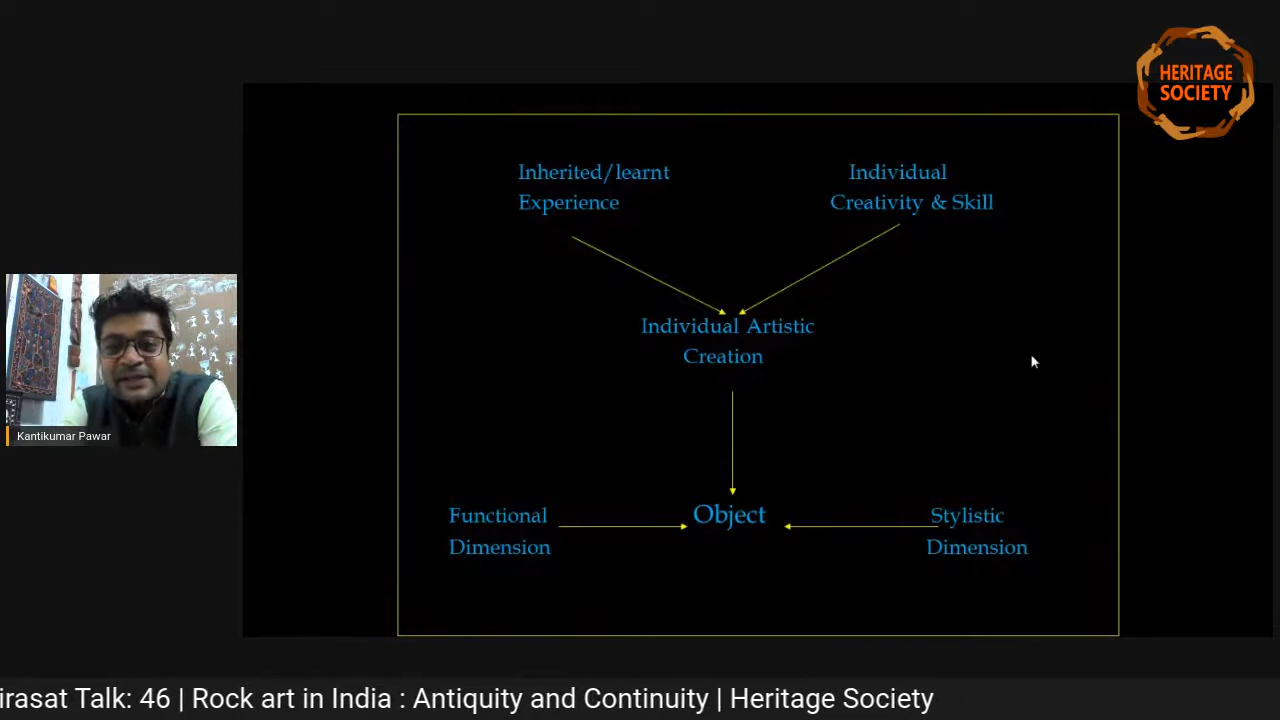 HERITAGE
SOCIETY
Inherited/learnt
Experience
Individual
Creativity & Skill
Individual Artistic
Creation
Functional
Dimension
Object
Stylistic
Dimension
Kantikumar Pawar
irasat Talk: 46 | Rock art in India : Antiquity and Continuity | Heritage Society